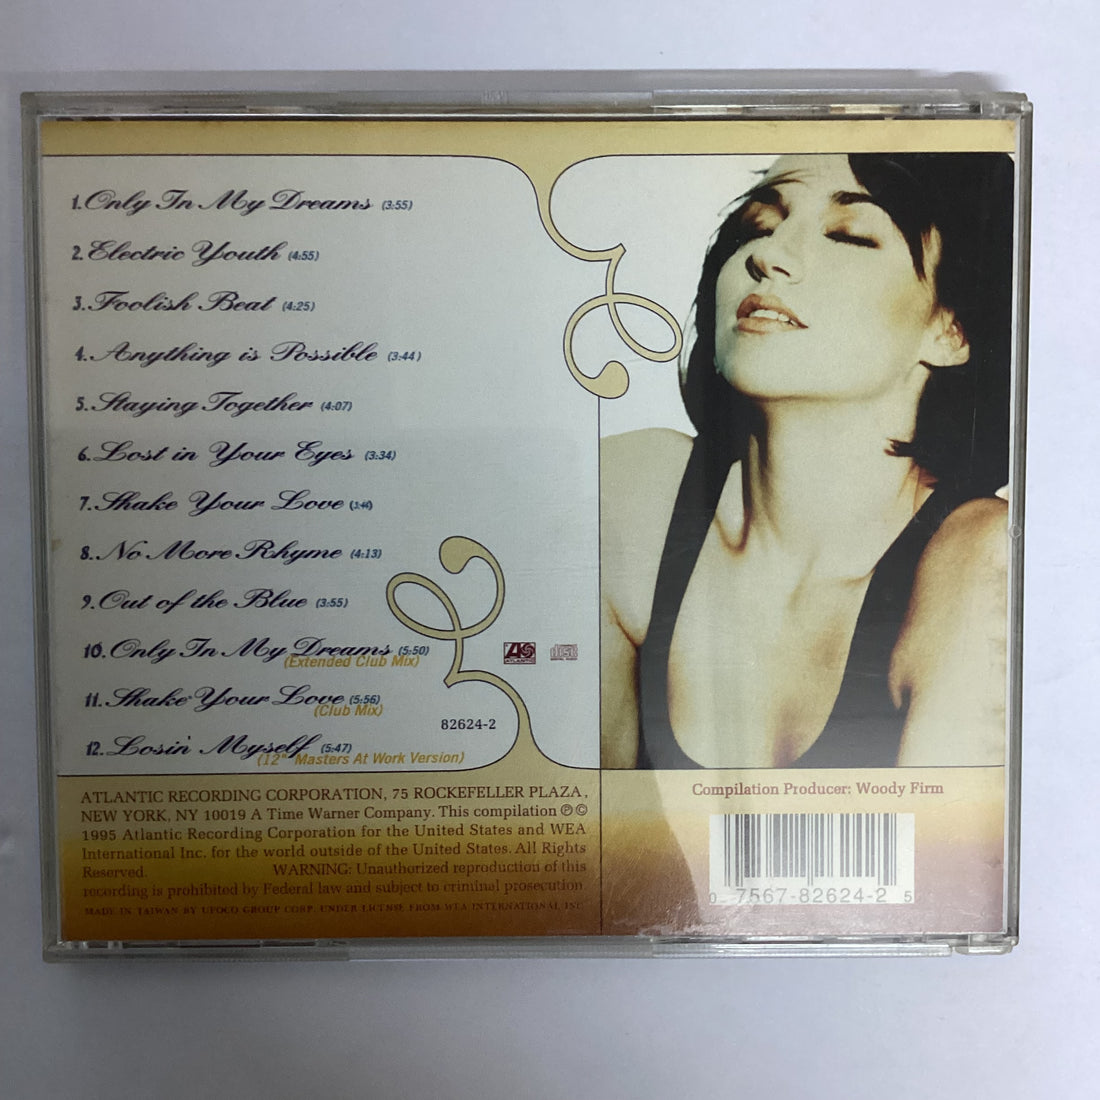 1. Only In My Dreams (3:55)
2. Electric Youth (4:55)
3. Foolish Beat (4:25)
4. Anything is Possible (3:44)
5. Staying Together (4:07)
6. Lost in Your Eyes (3:34)
7. Shake Your Love
8. No More Rhyme (4:13)
9. Out of the Blue (3:55)
10. Only In My Dreams (5:50)
(Extended Club Mix)
ATLANTIC
disc
11. Shake Your Love (5:56)
(Club Mix)
82624-2
12. Losin' Myself (5:47)
(12" Masters At Work Version)
ATLANTIC RECORDING CORPORATION, 75 ROCKEFELLER PLAZA,
NEW YORK, NY 10019 A Time Warner Company. This compilation ℗ ©
1995 Atlantic Recording Corporation for the United States and WEA
International Inc. for the world outside of the United States. All Rights
Reserved. WARNING: Unauthorized reproduction of this
recording is prohibited by Federal law and subject to criminal prosecution.
MADE IN TAIWAN BY UFOCO GROUP CORP. UNDER LICENSE FROM WEA INTERNATIONAL INC
Compilation Producer: Woody Firm
0 7567-82624-2 5